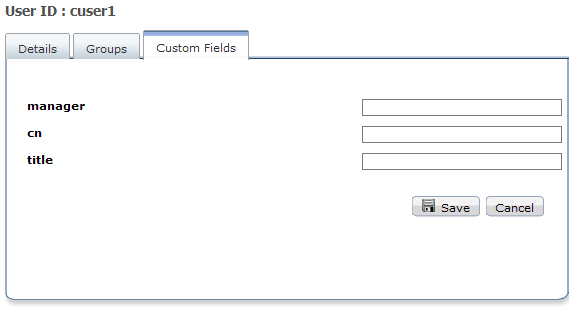 User ID : cuser1
Details Groups Custom Fields
manager
cn
title
Save Cancel